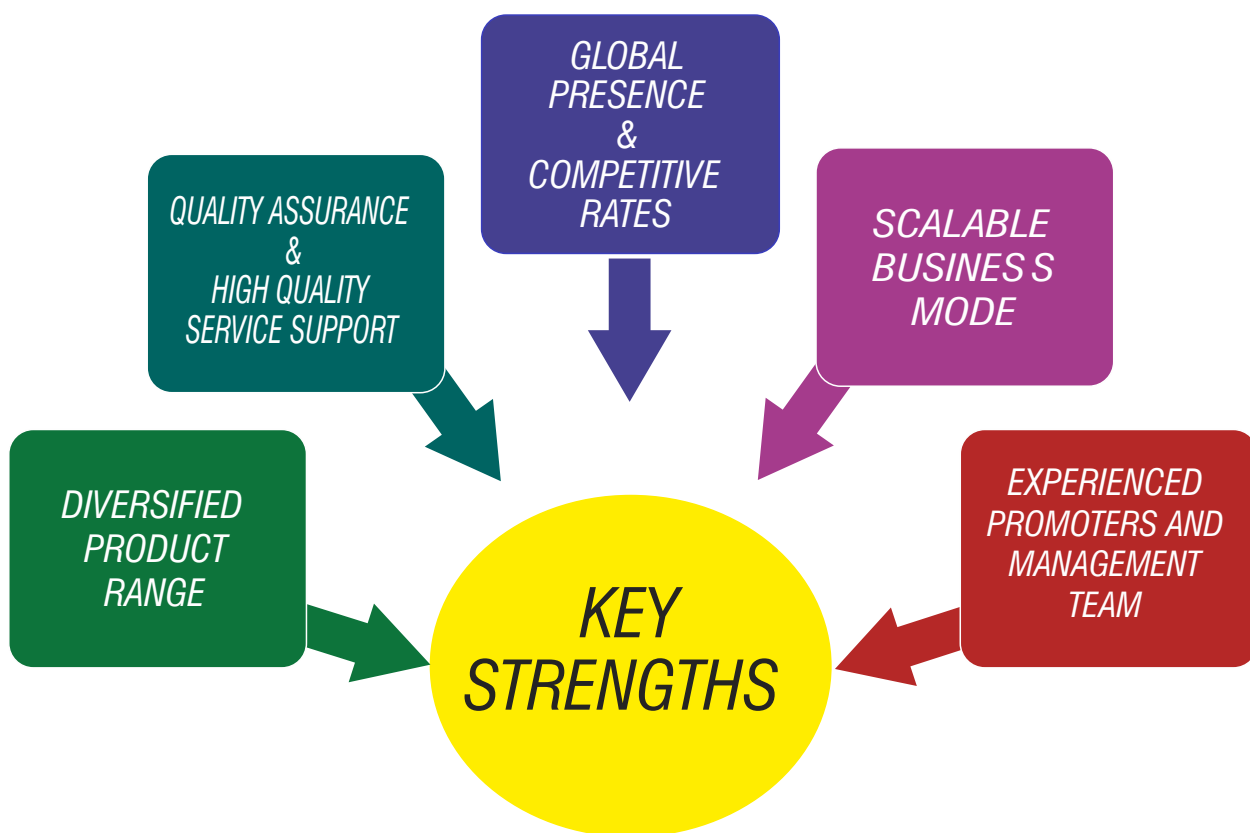 GLOBAL
PRESENCE
&
COMPETITIVE
RATES
QUALITY ASSURANCE
&
HIGH QUALITY
SERVICE SUPPORT
SCALABLE
BUSINES S
MODE
DIVERSIFIED
PRODUCT
RANGE
EXPERIENCED
PROMOTERS AND
MANAGEMENT
TEAM
KEY
STRENGTHS